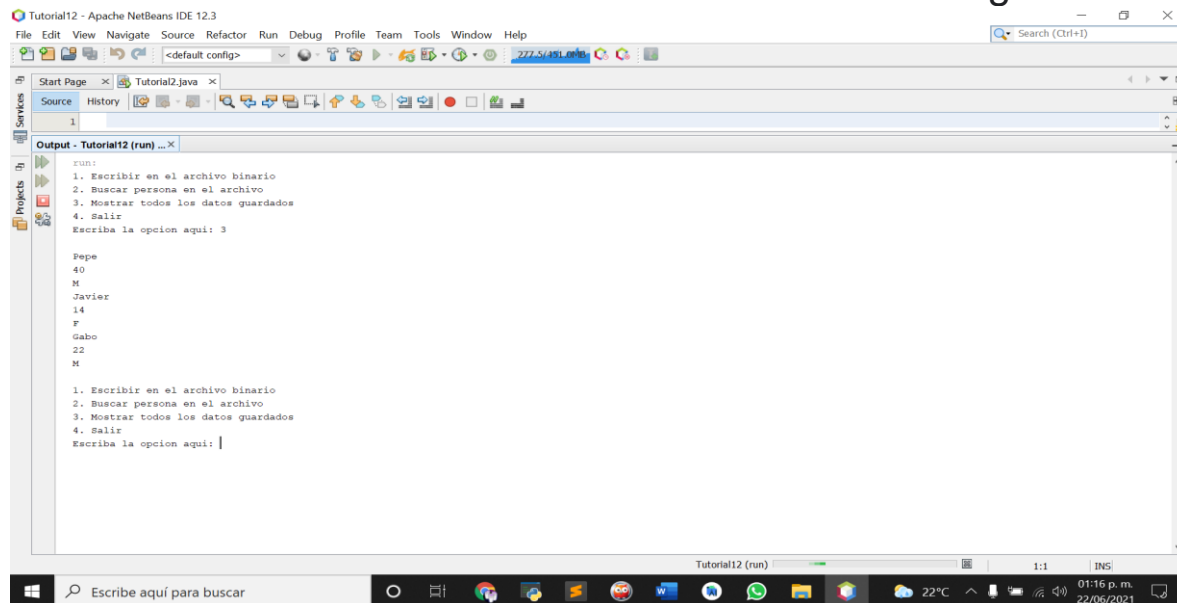 Tutorial12 - Apache NetBeans IDE 12.3
File Edit View Navigate Source Refactor Run Debug Profile Team Tools Window Help
Search (Ctrl+I)
<default config>
Start Page
Tutorial2.java
Services
Source History
1
Output - Tutorial12 (run) ...
Projects
run:
1. Escribir en el archivo binario
2. Buscar persona en el archivo
3. Mostrar todos los datos guardados
4. Salir
Escriba la opcion aqui: 3
Pepe
40
M
Javier
14
F
Gabo
22
M
1. Escribir en el archivo binario
2. Buscar persona en el archivo
3. Mostrar todos los datos guardados
4. Salir
Escriba la opcion aqui:
Tutorial12 (run)
1:1
INS
Escribe aquí para buscar
22°C
01:16 p. m.
22/06/2021